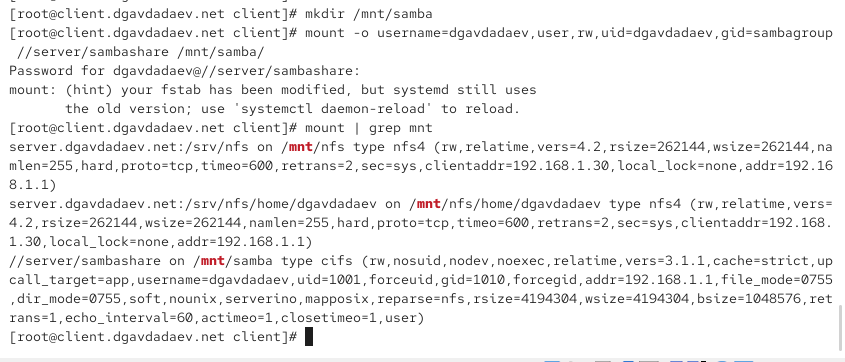 [root@client.dgavdadaev.net client]# mkdir /mnt/samba
[root@client.dgavdadaev.net client]# mount -o username=dgavdadaev,user,rw,uid=dgavdadaev,gid=sambagroup
 //server/sambashare /mnt/samba/
Password for dgavdadaev@//server/sambashare:
mount: (hint) your fstab has been modified, but systemd still uses
       the old version; use 'systemctl daemon-reload' to reload.
[root@client.dgavdadaev.net client]# mount | grep mnt
server.dgavdadaev.net:/srv/nfs on /mnt/nfs type nfs4 (rw,relatime,vers=4.2,rsize=262144,wsize=262144,na
mlen=255,hard,proto=tcp,timeo=600,retrans=2,sec=sys,clientaddr=192.168.1.30,local_lock=none,addr=192.16
8.1.1)
server.dgavdadaev.net:/srv/nfs/home/dgavdadaev on /mnt/nfs/home/dgavdadaev type nfs4 (rw,relatime,vers=
4.2,rsize=262144,wsize=262144,namlen=255,hard,proto=tcp,timeo=600,retrans=2,sec=sys,clientaddr=192.168.
1.30,local_lock=none,addr=192.168.1.1)
//server/sambashare on /mnt/samba type cifs (rw,nosuid,nodev,noexec,relatime,vers=3.1.1,cache=strict,up
call_target=app,username=dgavdadaev,uid=1001,forceuid,gid=1010,forcegid,addr=192.168.1.1,file_mode=0755
,dir_mode=0755,soft,nounix,serverino,mapposix,reparse=nfs,rsize=4194304,wsize=4194304,bsize=1048576,ret
rans=1,echo_interval=60,actimeo=1,closetimeo=1,user)
[root@client.dgavdadaev.net client]#